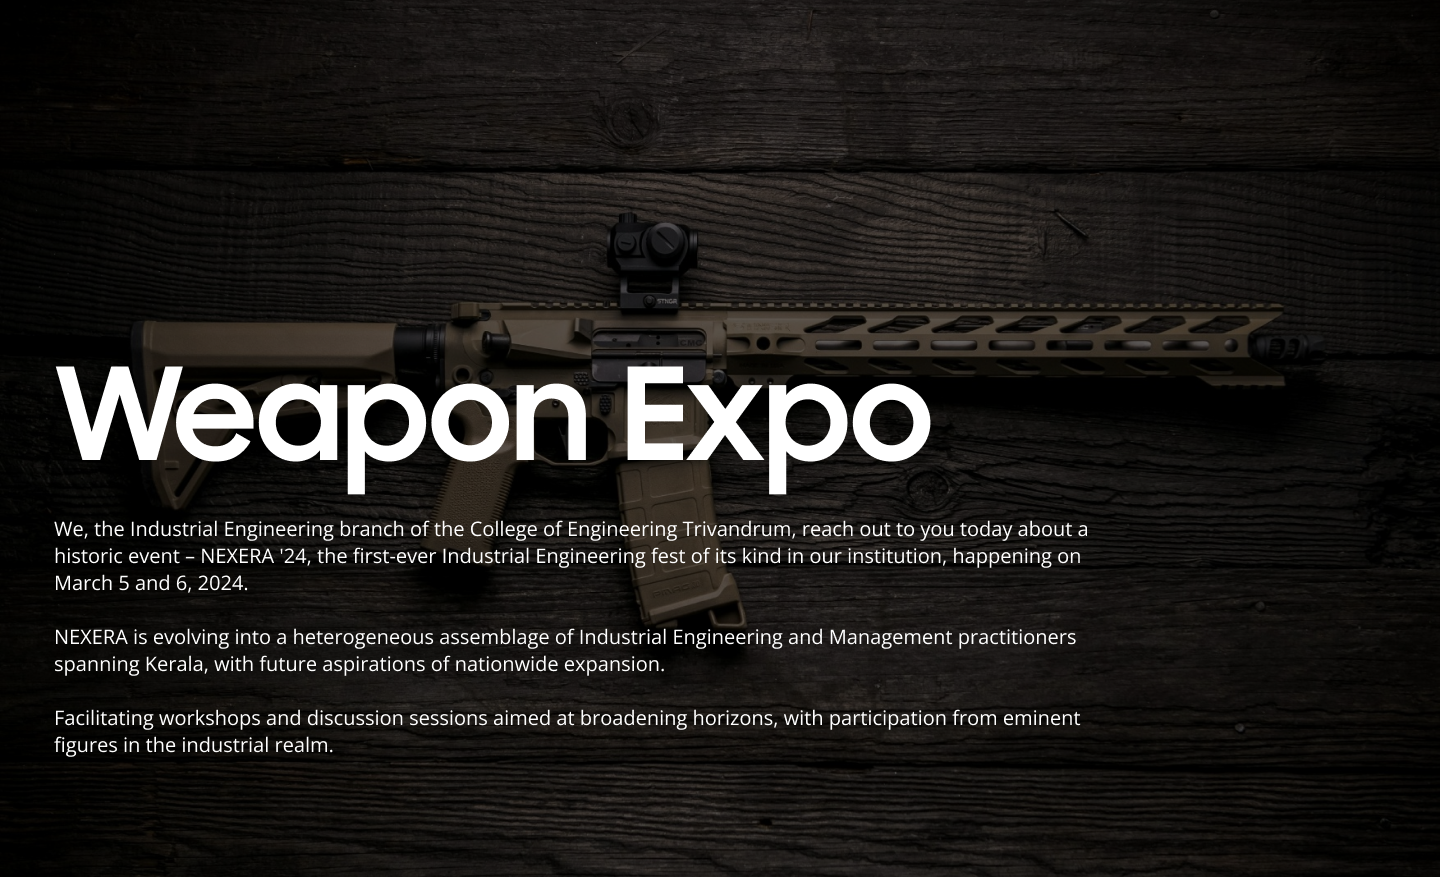 STNGR
Weapon Expo
We, the Industrial Engineering branch of the College of Engineering Trivandrum, reach out to you today about a
historic event – NEXERA '24, the first-ever Industrial Engineering fest of its kind in our institution, happening on
March 5 and 6, 2024.
NEXERA is evolving into a heterogeneous assemblage of Industrial Engineering and Management practitioners
spanning Kerala, with future aspirations of nationwide expansion.
Facilitating workshops and discussion sessions aimed at broadening horizons, with participation from eminent
figures in the industrial realm.